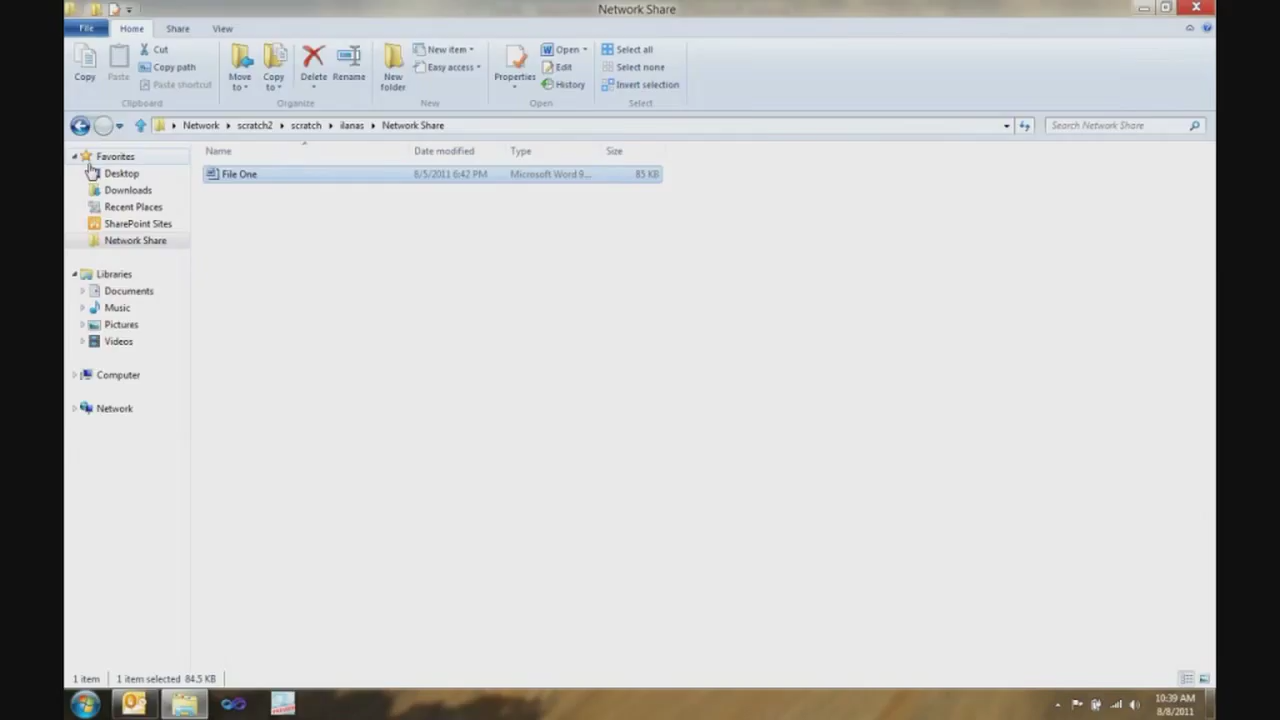 Network Share
File Home Share View
Copy Paste Cut Copy path Paste shortcut Clipboard
Move to Copy to Delete Rename Organize
New folder New item Easy access New
Properties Open Edit History Open
Select all Select none Invert selection Select
Network scratch2 scratch ilanas Network Share Search Network Share
Name Date modified Type Size
File One 8/5/2011 6:42 PM Microsoft Word 9... 85 KB
Favorites
Desktop
Downloads
Recent Places
SharePoint Sites
Network Share
Libraries
Documents
Music
Pictures
Videos
Computer
Network
1 item 1 item selected 84.5 KB
10:39 AM
8/8/2011